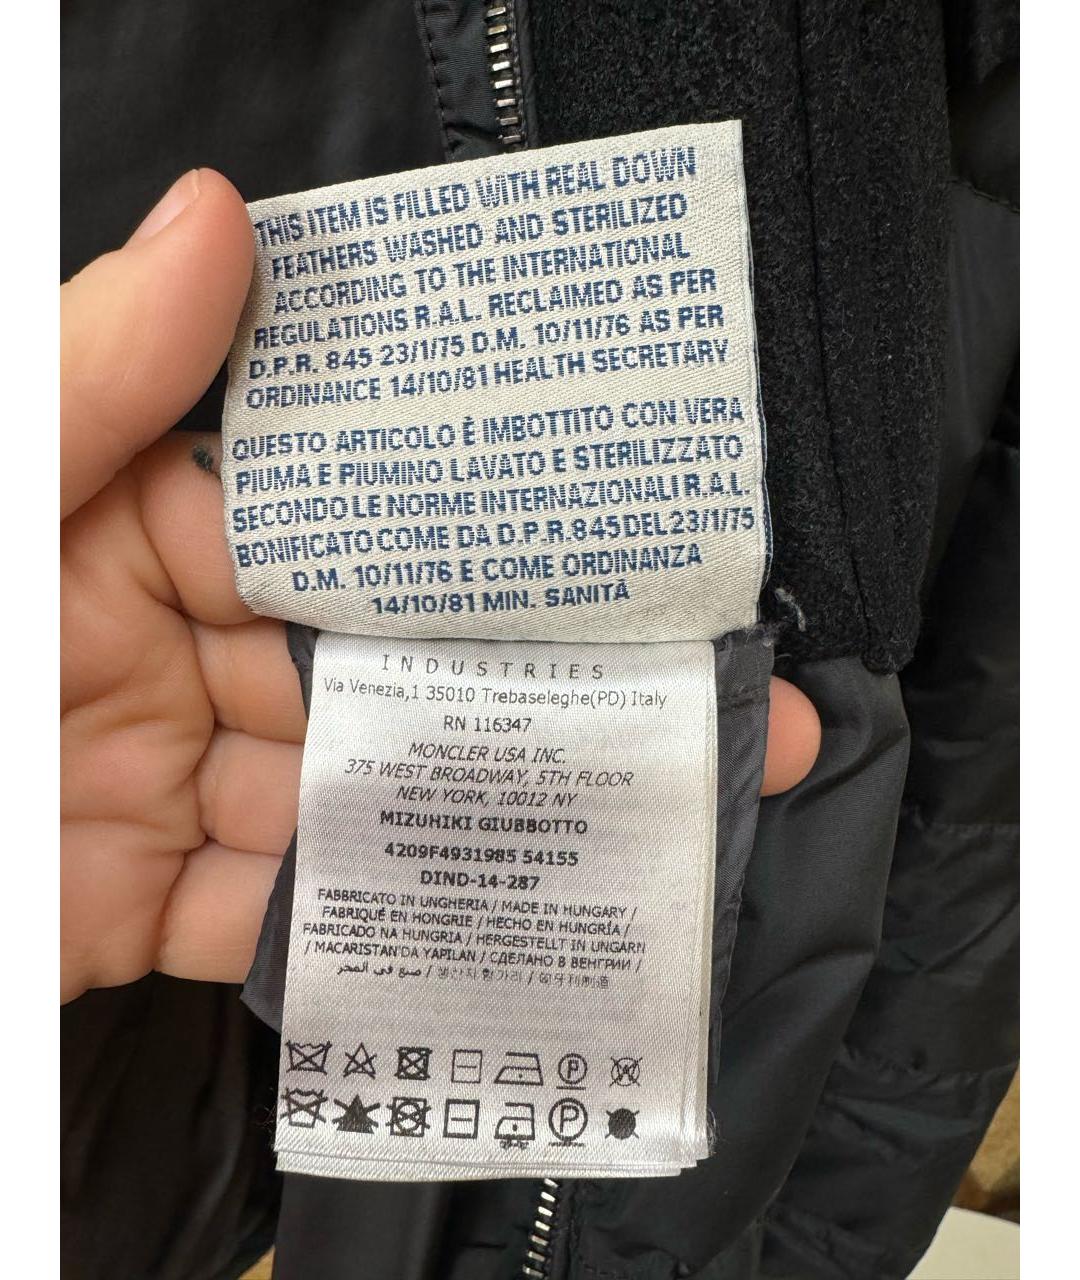 THIS ITEM IS FILLED WITH REAL DOWN
FEATHERS WASHED AND STERILIZED
ACCORDING TO THE INTERNATIONAL
REGULATIONS R.A.L. RECLAIMED AS PER
D.P.R. 845 23/1/75 D.M. 10/11/76 AS PER
ORDINANCE 14/10/81 HEALTH SECRETARY
QUESTO ARTICOLO È IMBOTTITO CON VERA
PIUMA E PIUMINO LAVATO E STERILIZZATO
SECONDO LE NORME INTERNAZIONALI R.A.L.
BONIFICATO COME DA D.P.R.845 DEL 23/1/75
D.M. 10/11/76 E COME ORDINANZA
14/10/81 MIN. SANITÀ
INDUSTRIES
Via Venezia,1 35010 Trebaseleghe(PD) Italy
RN 116347
MONCLER USA INC.
375 WEST BROADWAY, 5TH FLOOR
NEW YORK, 10012 NY
MIZUHIKI GIUBBOTTO
4209F4931985 54155
DIND-14-287
FABBRICATO IN UNGHERIA / MADE IN HUNGARY /
FABRIQUÉ EN HONGRIE / HECHO EN HUNGRÍA /
FABRICADO NA HUNGRIA / HERGESTELLT IN UNGARN
/ MACARISTAN'DA YAPILAN / СДЕЛАНО В ВЕНГРИИ /
صنع في المجر /
P
W
P